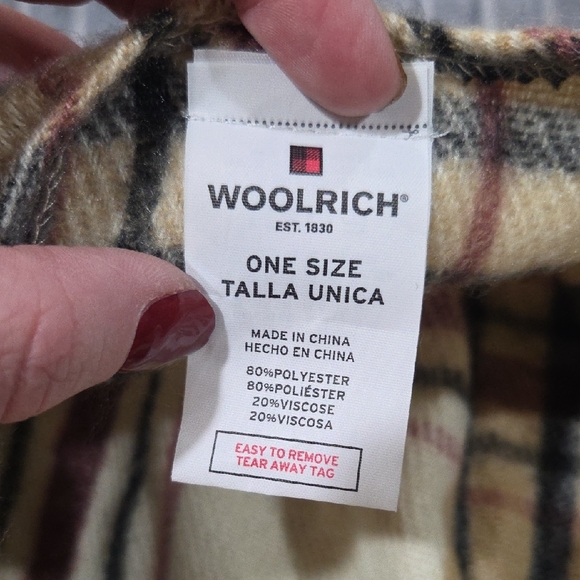 WOOLRICH®
EST. 1830
ONE SIZE
TALLA UNICA
MADE IN CHINA
HECHO EN CHINA
80%POLYESTER
80%POLIÉSTER
20%VISCOSE
20%VISCOSA
EASY TO REMOVE
TEAR AWAY TAG